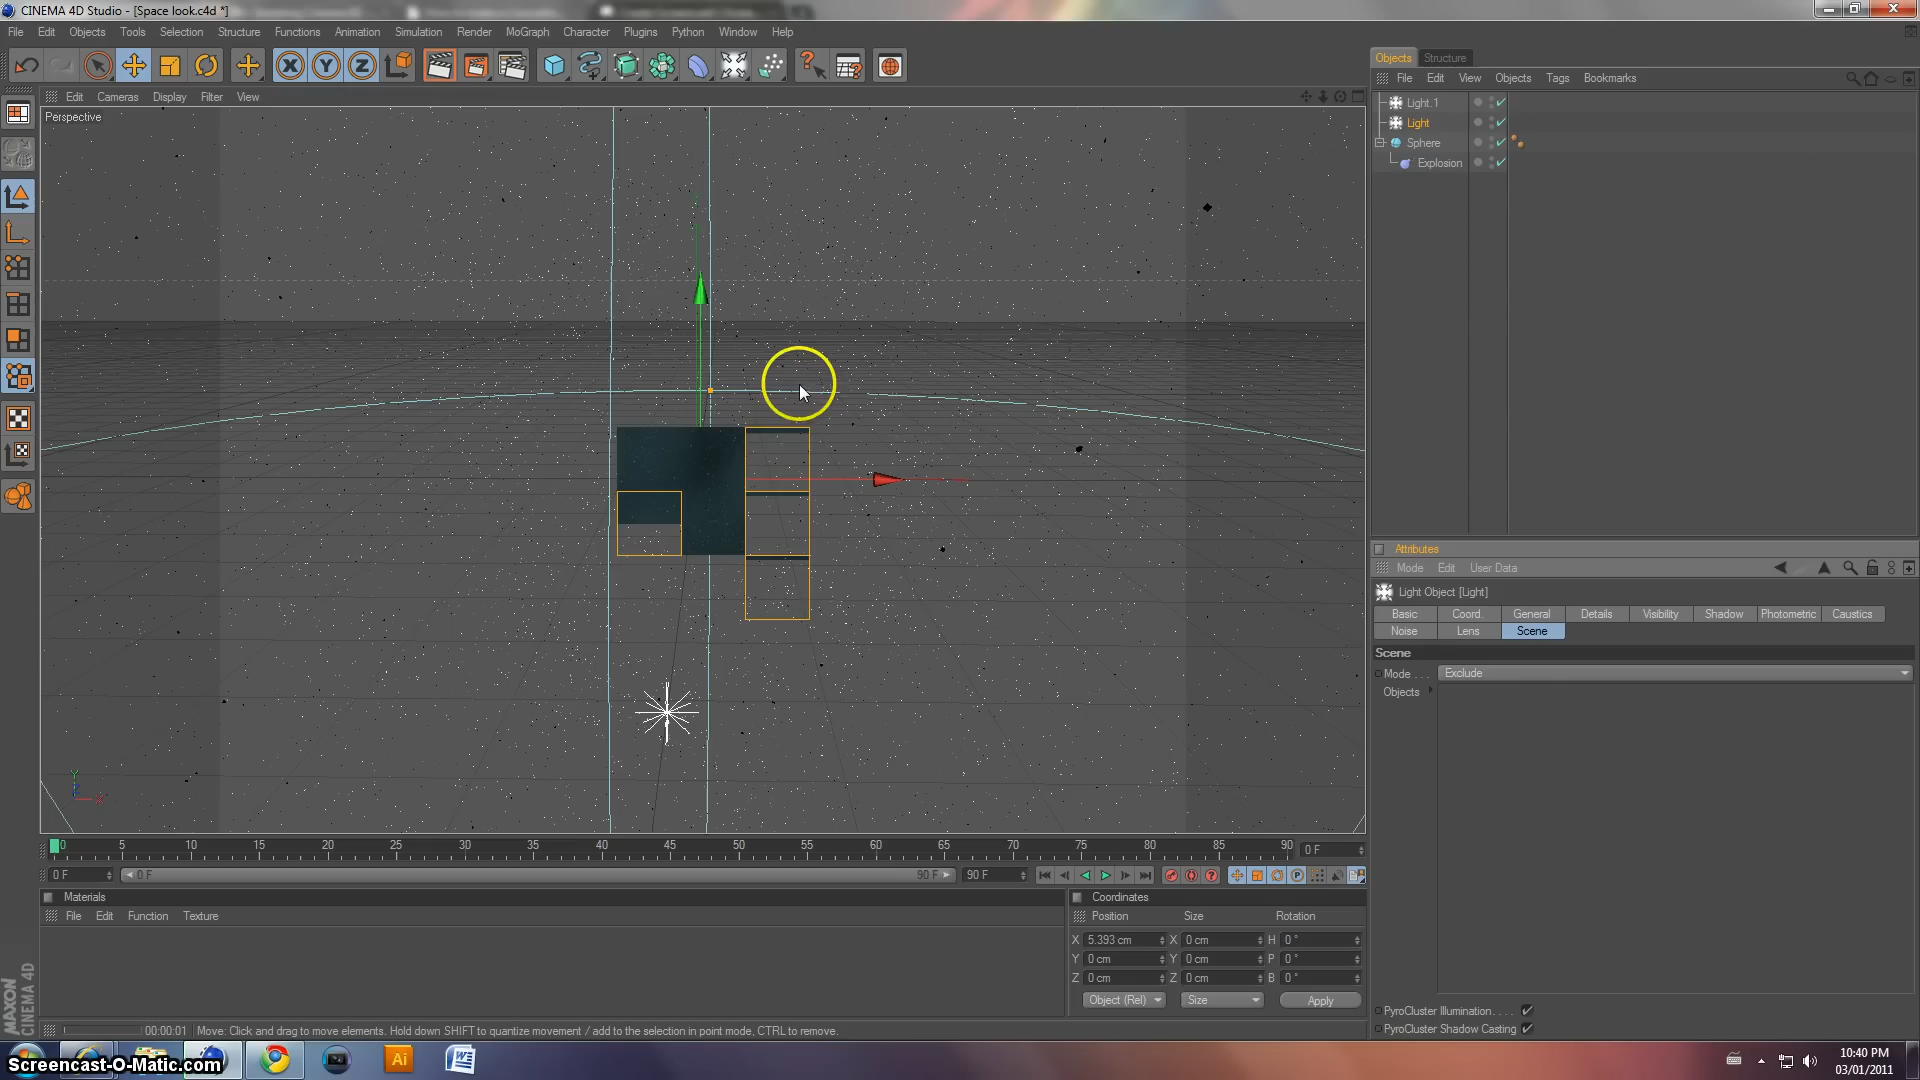 CINEMA 4D Studio - [Space look.c4d *]
File Edit Objects Tools Selection Structure Functions Animation Simulation Render MoGraph Character Plugins Python Window Help
Edit Cameras Display Filter View
Perspective
Objects Structure
File Edit View Objects Tags Bookmarks
Light.1
Light
Sphere
Explosion
Attributes
Mode Edit User Data
Light Object [Light]
Basic Coord. General Details Visibility Shadow Photometric Caustics
Noise Lens Scene
Scene
Mode . . . . Exclude
Objects
PyroCluster Illumination. . . .
PyroCluster Shadow Casting
Y
Z
X
0 5 10 15 20 25 30 35 40 45 50 55 60 65 70 75 80 85 90 0 F
0 F 0 F 90 F 90 F
Materials
File Edit Function Texture
Coordinates
Position Size Rotation
X 5.393 cm X 0 cm H 0 °
Y 0 cm Y 0 cm P 0 °
Z 0 cm Z 0 cm B 0 °
Object (Rel) Size Apply
MAXON
CINEMA 4D
00:00:01 Move: Click and drag to move elements. Hold down SHIFT to quantize movement / add to the selection in point mode, CTRL to remove.
Screencast-O-Matic.com
Ai
W
10:40 PM
03/01/2011